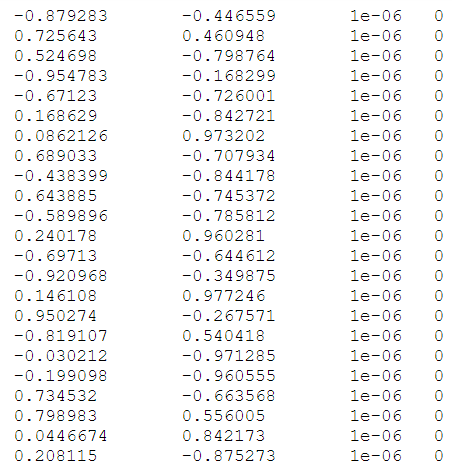 -0.879283 -0.446559 1e-06 0
0.725643 0.460948 1e-06 0
0.524698 -0.798764 1e-06 0
-0.954783 -0.168299 1e-06 0
-0.67123 -0.726001 1e-06 0
0.168629 -0.842721 1e-06 0
0.0862126 0.973202 1e-06 0
0.689033 -0.707934 1e-06 0
-0.438399 -0.844178 1e-06 0
0.643885 -0.745372 1e-06 0
-0.589896 -0.785812 1e-06 0
0.240178 0.960281 1e-06 0
-0.69713 -0.644612 1e-06 0
-0.920968 -0.349875 1e-06 0
0.146108 0.977246 1e-06 0
0.950274 -0.267571 1e-06 0
-0.819107 0.540418 1e-06 0
-0.030212 -0.971285 1e-06 0
-0.199098 -0.960555 1e-06 0
0.734532 -0.663568 1e-06 0
0.798983 0.556005 1e-06 0
0.0446674 0.842173 1e-06 0
0.208115 -0.875273 1e-06 0